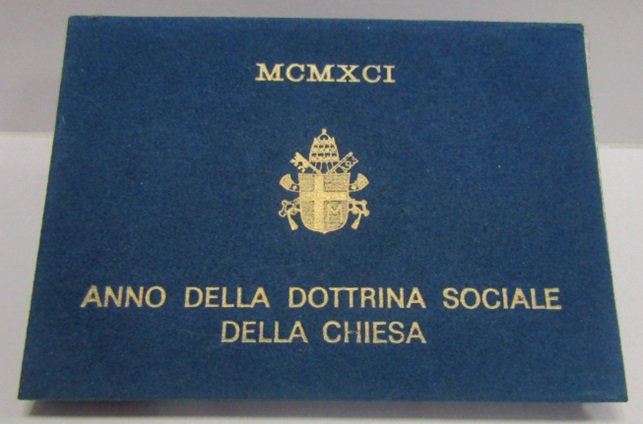 MCMXCI
ANNO DELLA DOTTRINA SOCIALE
DELLA CHIESA